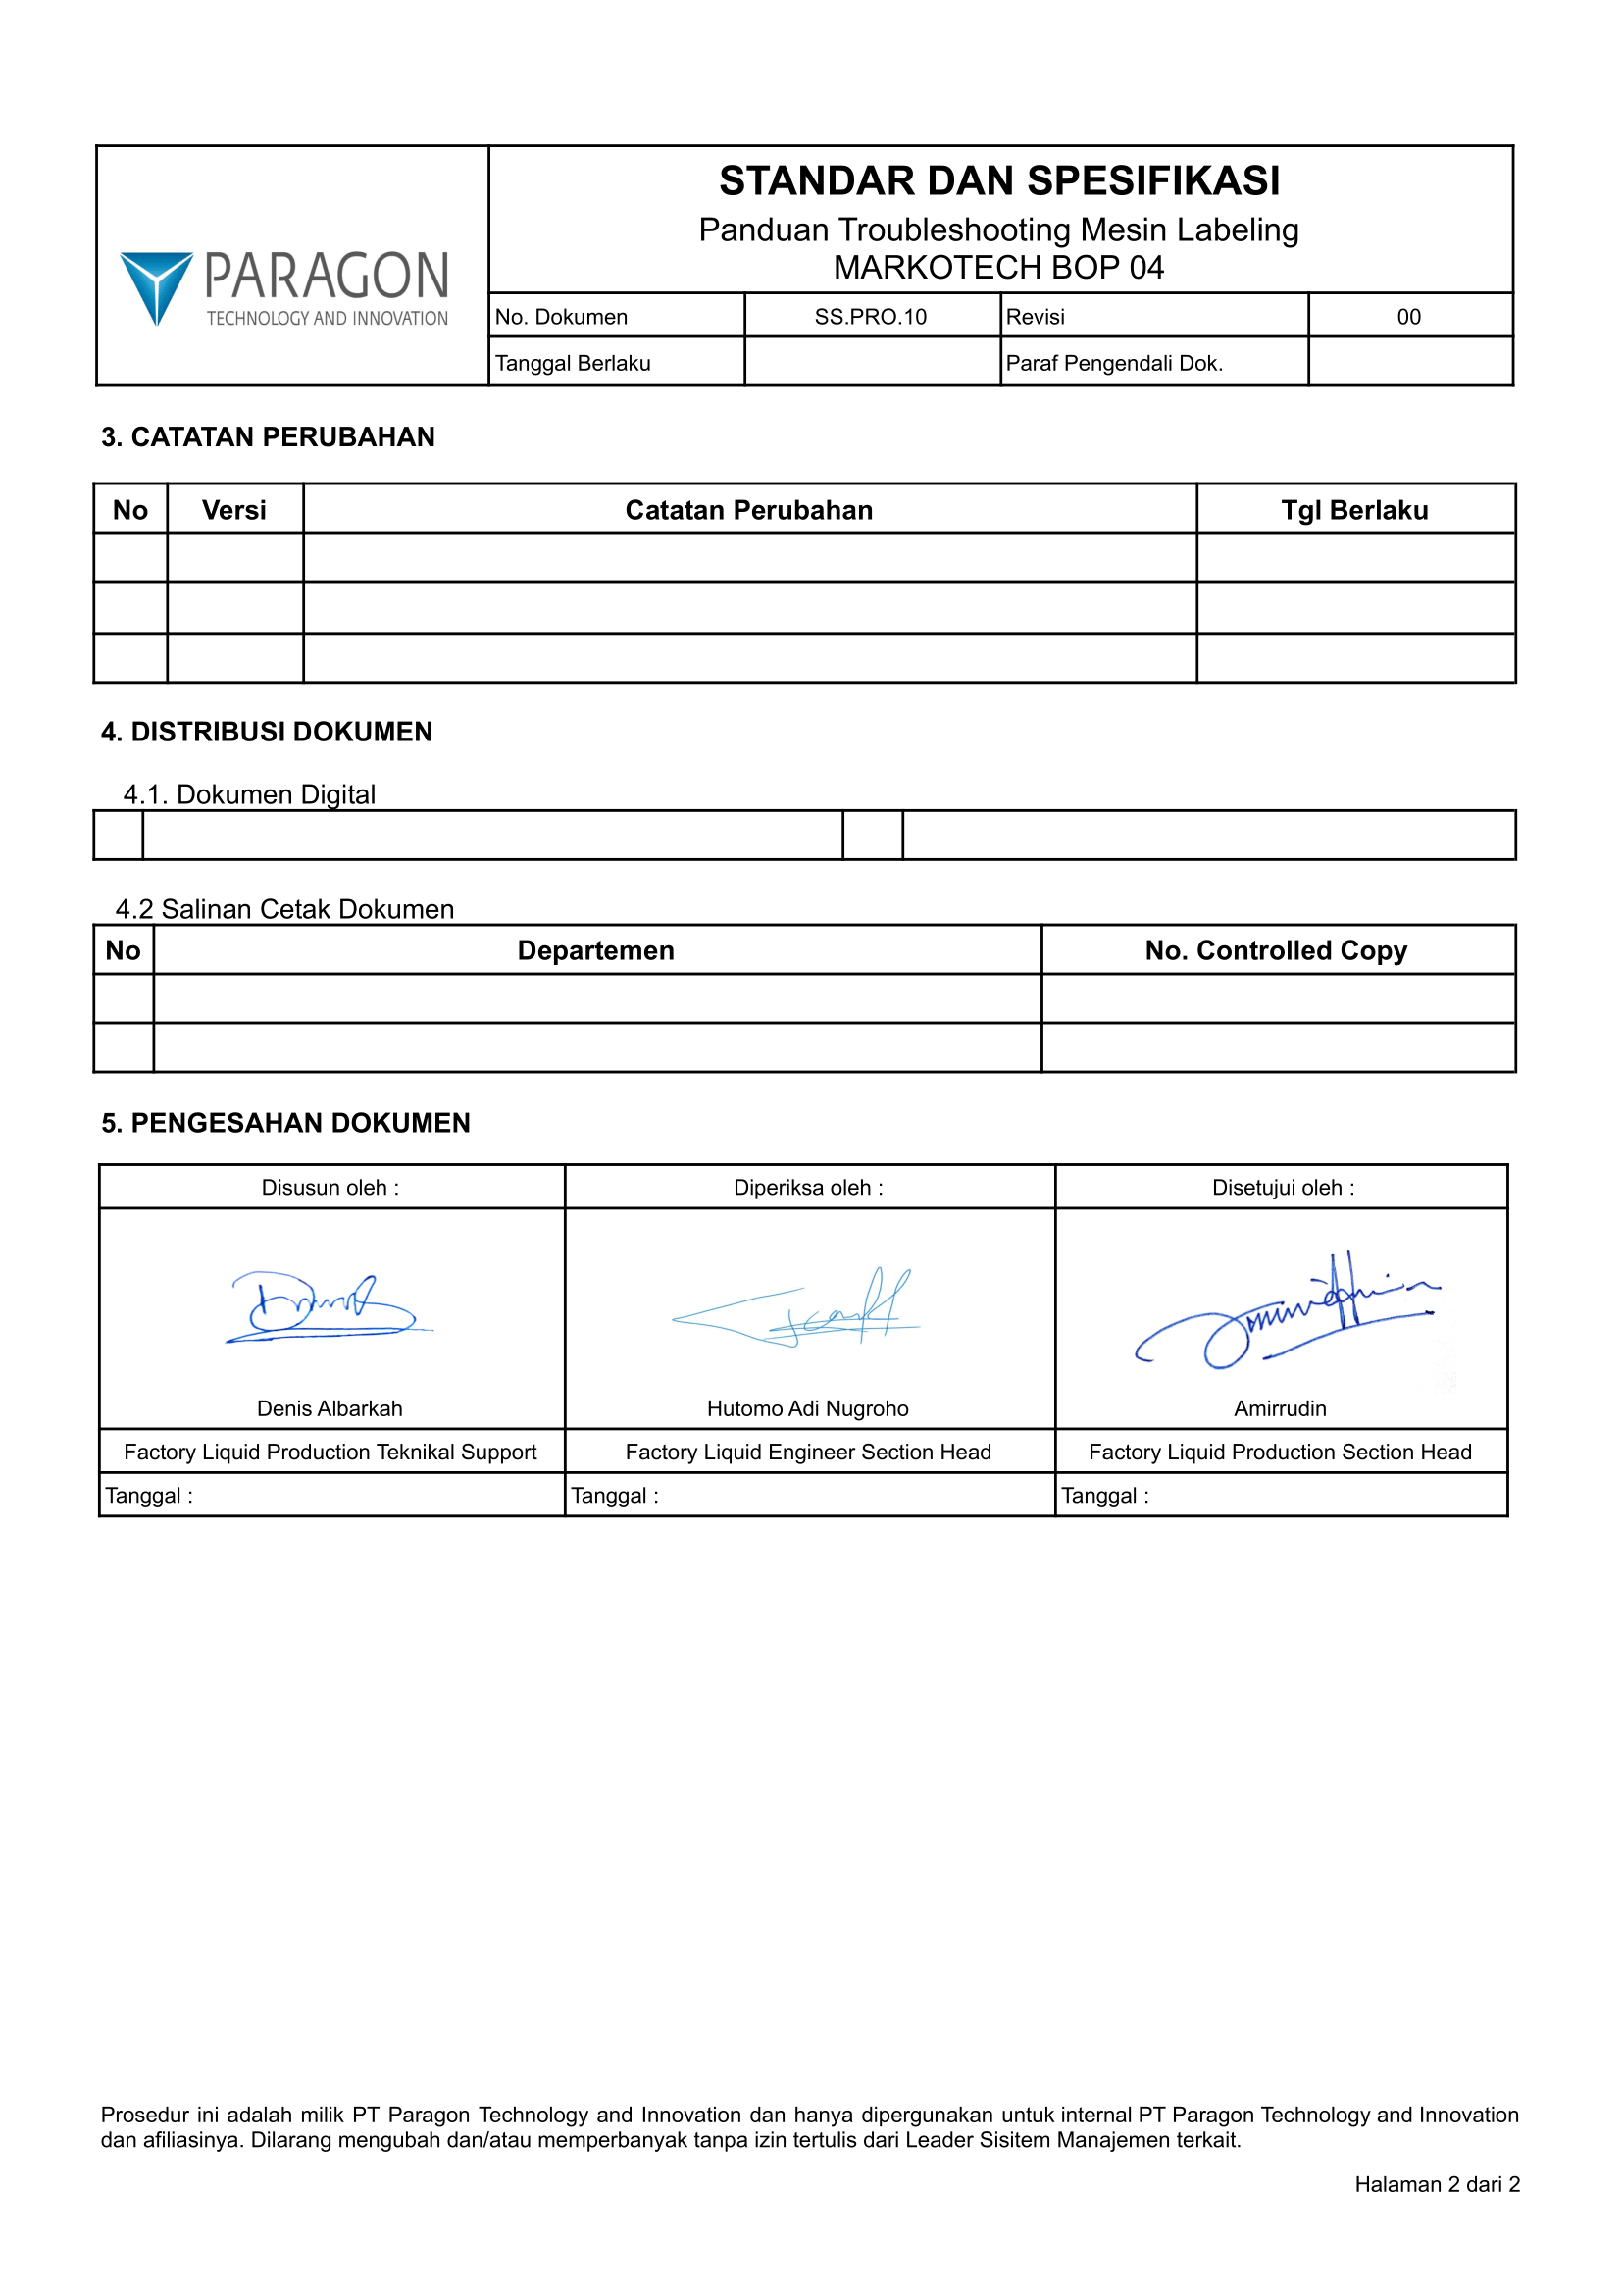 PARAGON
TECHNOLOGY AND INNOVATION
STANDAR DAN SPESIFIKASI
Panduan Troubleshooting Mesin Labeling
MARKOTECH BOP 04
No. Dokumen SS.PRO.10 Revisi 00
Tanggal Berlaku Paraf Pengendali Dok.
3. CATATAN PERUBAHAN
No Versi Catatan Perubahan Tgl Berlaku
4. DISTRIBUSI DOKUMEN
4.1. Dokumen Digital
4.2 Salinan Cetak Dokumen
No Departemen No. Controlled Copy
5. PENGESAHAN DOKUMEN
Disusun oleh : Diperiksa oleh : Disetujui oleh :
Denis Albarkah Hutomo Adi Nugroho Amirrudin
Factory Liquid Production Teknikal Support Factory Liquid Engineer Section Head Factory Liquid Production Section Head
Tanggal : Tanggal : Tanggal :
Prosedur ini adalah milik PT Paragon Technology and Innovation dan hanya dipergunakan untuk internal PT Paragon Technology and Innovation
dan afiliasinya. Dilarang mengubah dan/atau memperbanyak tanpa izin tertulis dari Leader Sisitem Manajemen terkait.
Halaman 2 dari 2